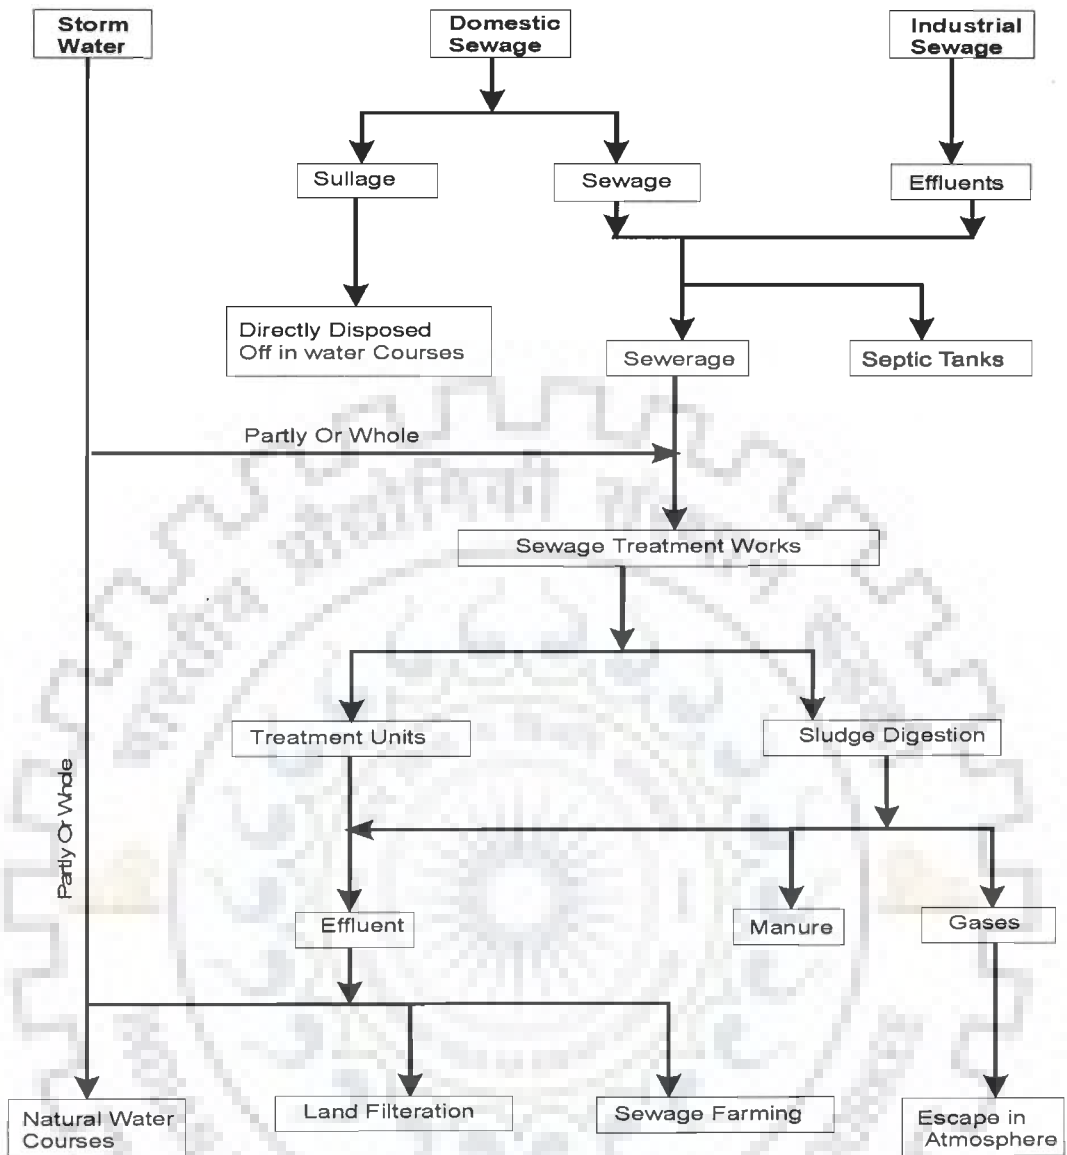 Storm
Water
Domestic
Sewage
Industrial
Sewage
Sullage
Sewage
Effluents
Directly Disposed
Off in water Courses
Sewerage
Septic Tanks
Partly Or Whole
Sewage Treatment Works
Treatment Units
Sludge Digestion
Partly Or Whole
Effluent
Manure
Gases
Natural Water
Courses
Land Filteration
Sewage Farming
Escape in
Atmosphere